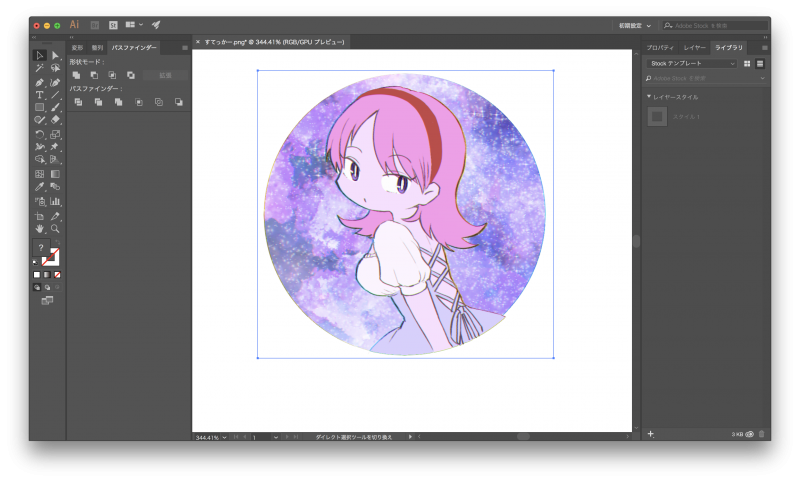 Ai
St
初期設定
Adobe Stock を検索
× すてっかー.png* @ 344.41% (RGB/GPU プレビュー)
変形
整列
パスファインダー
形状モード：
拡張
パスファインダー：
T
?
プロパティ
レイヤー
ライブラリ
Stock テンプレート
Adobe Stock を検索
レイヤースタイル
スタイル 1
344.41%
1
ダイレクト選択ツールを切り換え
3 KB